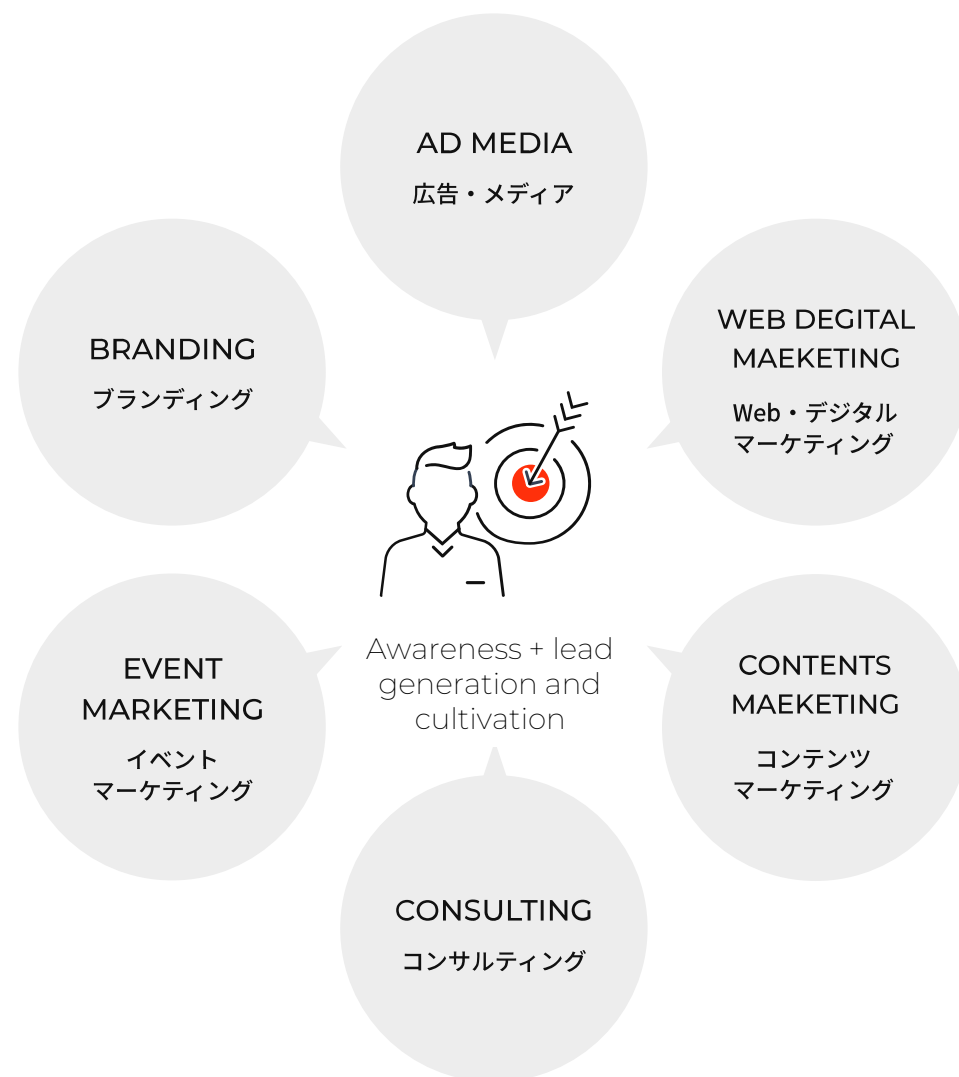 AD MEDIA
広告・メディア
BRANDING
ブランディング
WEB DEGITAL
MAEKETING
Web・デジタル
マーケティング
Awareness + lead
generation and
cultivation
EVENT
MARKETING
イベント
マーケティング
CONTENTS
MAEKETING
コンテンツ
マーケティング
CONSULTING
コンサルティング